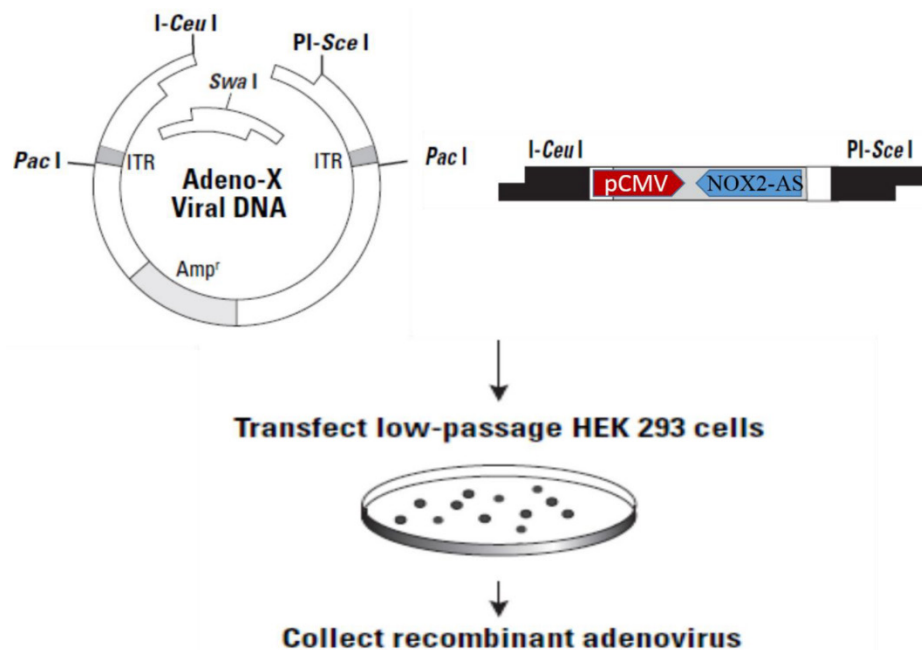 I-Ceu I
PI-Sce I
Swa I
Pac I
ITR
ITR
Pac I
Adeno-X
Viral DNA
Ampr
I-Ceu I
PI-Sce I
pCMV
NOX2-AS
Transfect low-passage HEK 293 cells
Collect recombinant adenovirus